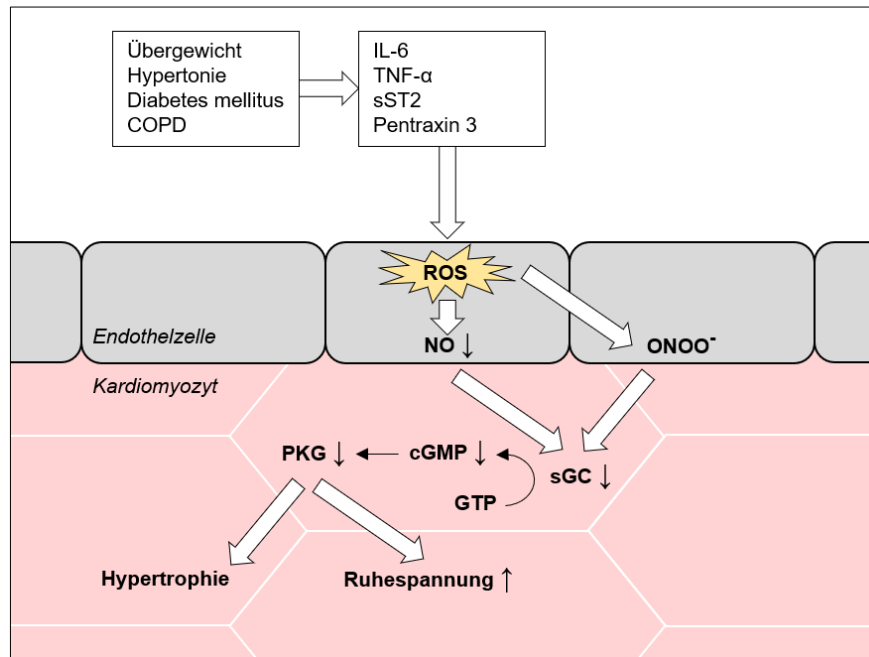 Übergewicht
Hypertonie
Diabetes mellitus
COPD
IL-6
TNF-α
sST2
Pentraxin 3
ROS
Endothelzelle
NO ↓
ONOO⁻
Kardiomyozyt
PKG ↓
cGMP ↓
sGC ↓
GTP
Hypertrophie
Ruhespannung ↑